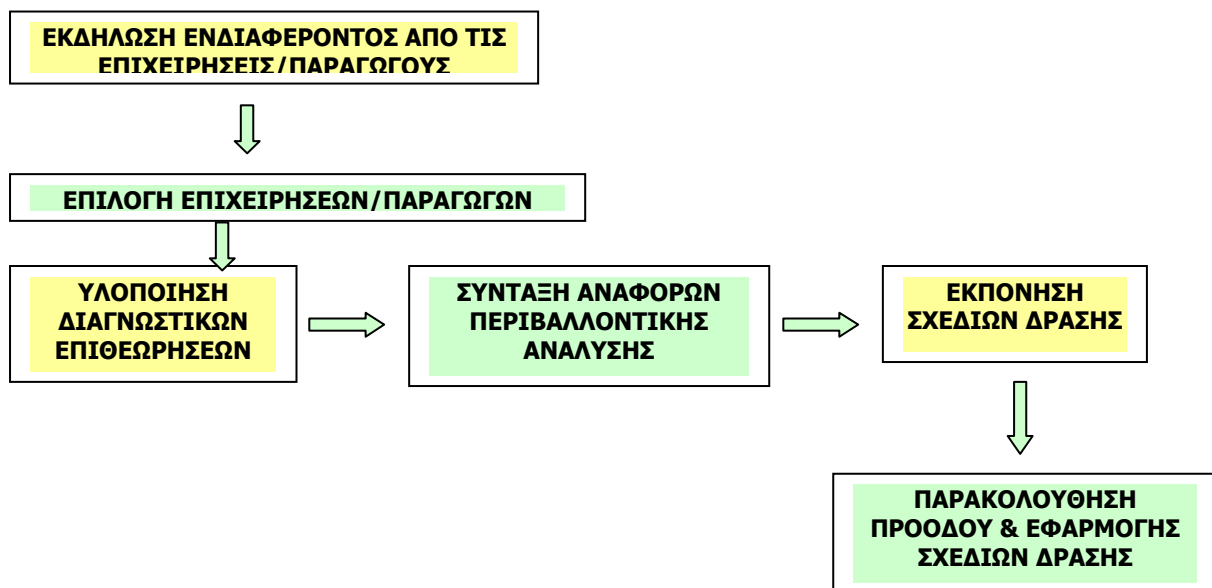 ΕΚΔΗΛΩΣΗ ΕΝΔΙΑΦΕΡΟΝΤΟΣ ΑΠΟ ΤΙΣ
ΕΠΙΧΕΙΡΗΣΕΙΣ/ΠΑΡΑΓΩΓΟΥΣ
ΕΠΙΛΟΓΗ ΕΠΙΧΕΙΡΗΣΕΩΝ/ΠΑΡΑΓΩΓΩΝ
ΥΛΟΠΟΙΗΣΗ
ΔΙΑΓΝΩΣΤΙΚΩΝ
ΕΠΙΘΕΩΡΗΣΕΩΝ
ΣΥΝΤΑΞΗ ΑΝΑΦΟΡΩΝ
ΠΕΡΙΒΑΛΛΟΝΤΙΚΗΣ
ΑΝΑΛΥΣΗΣ
ΕΚΠΟΝΗΣΗ
ΣΧΕΔΙΩΝ ΔΡΑΣΗΣ
ΠΑΡΑΚΟΛΟΥΘΗΣΗ
ΠΡΟΟΔΟΥ & ΕΦΑΡΜΟΓΗΣ
ΣΧΕΔΙΩΝ ΔΡΑΣΗΣ